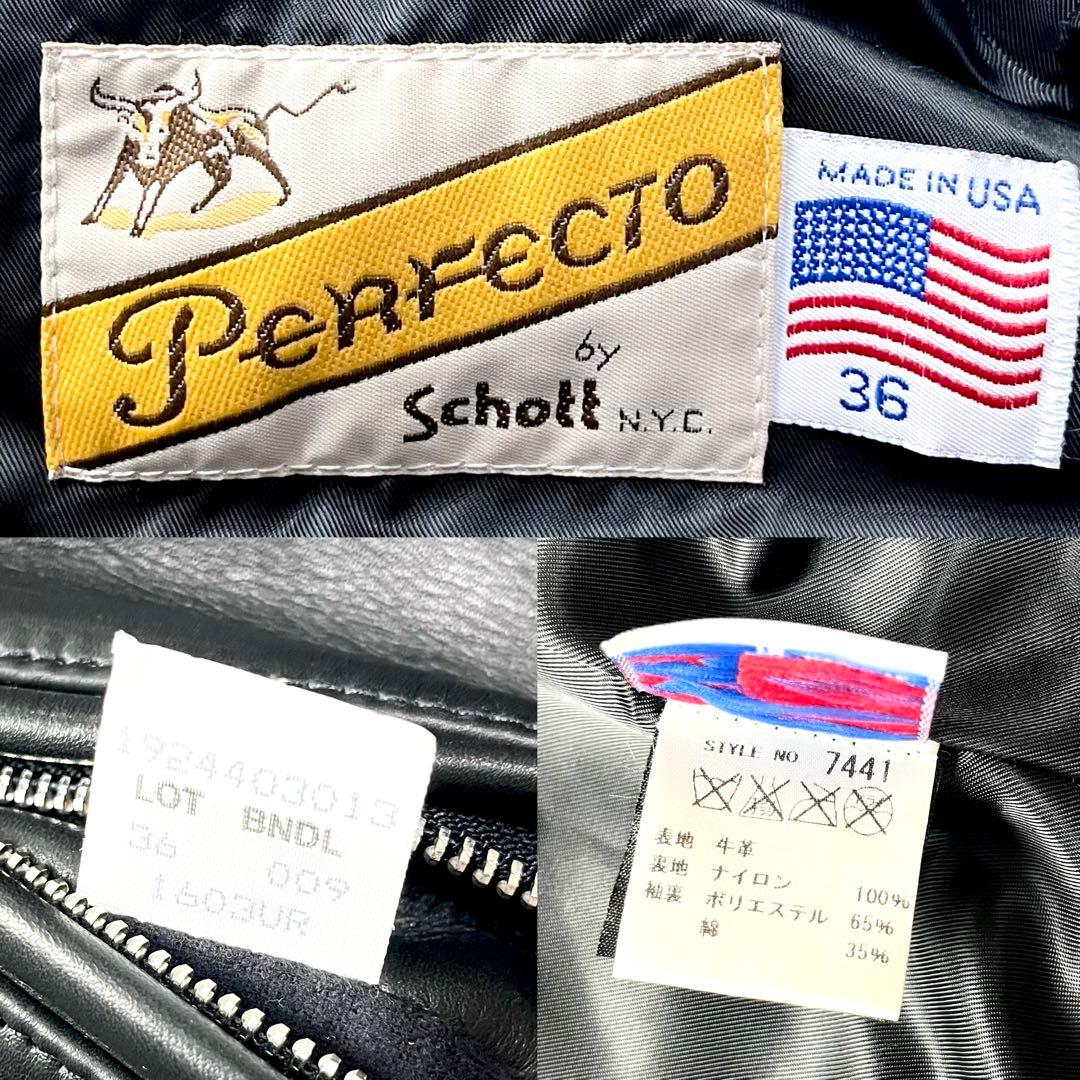 PERFECTO
by
Schott N.Y.C.
MADE IN USA
36
1924403013
LOT BNDL
36 009
1603UR
STYLE NO 7441
表地 牛革
裏地 ナイロン 100%
袖裏 ポリエステル 65%
綿 35%